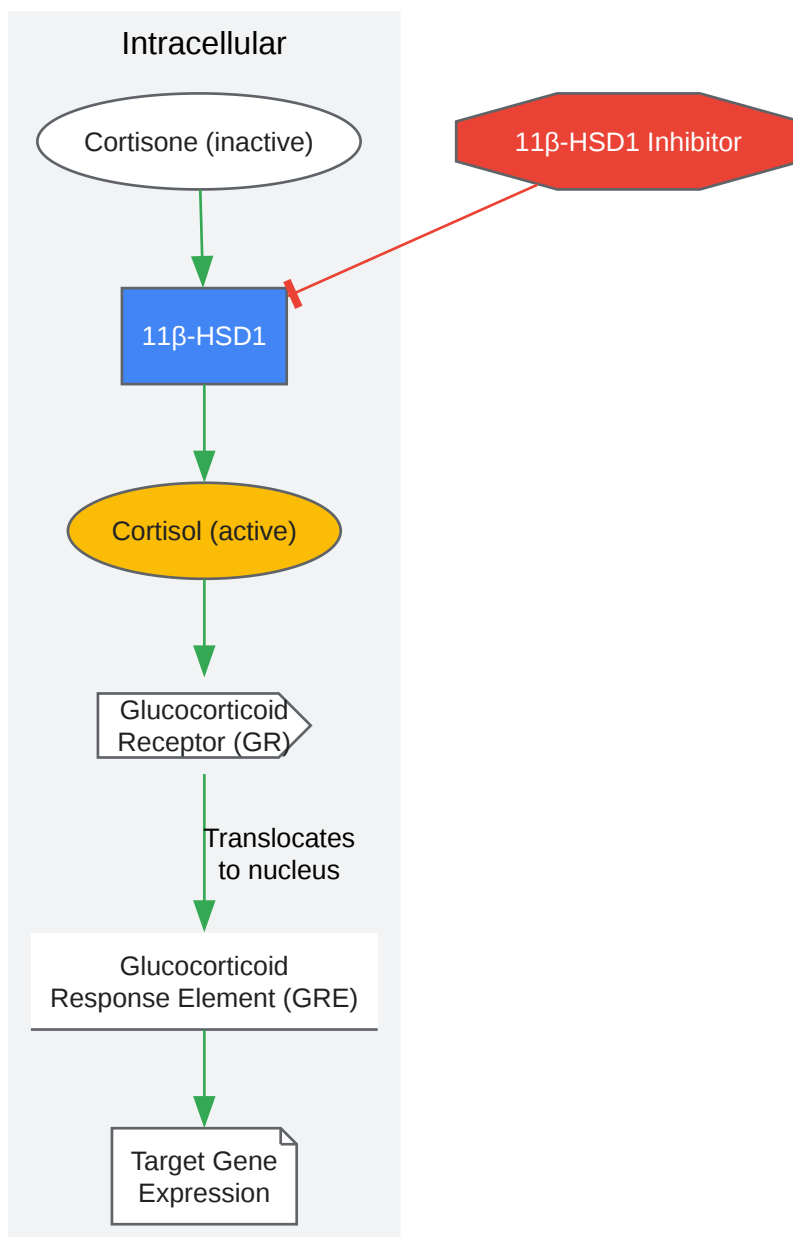 Intracellular
Cortisone (inactive)
11β-HSD1 Inhibitor
11β-HSD1
Cortisol (active)
Glucocorticoid
Receptor (GR)
Translocates
to nucleus
Glucocorticoid
Response Element (GRE)
Target Gene
Expression